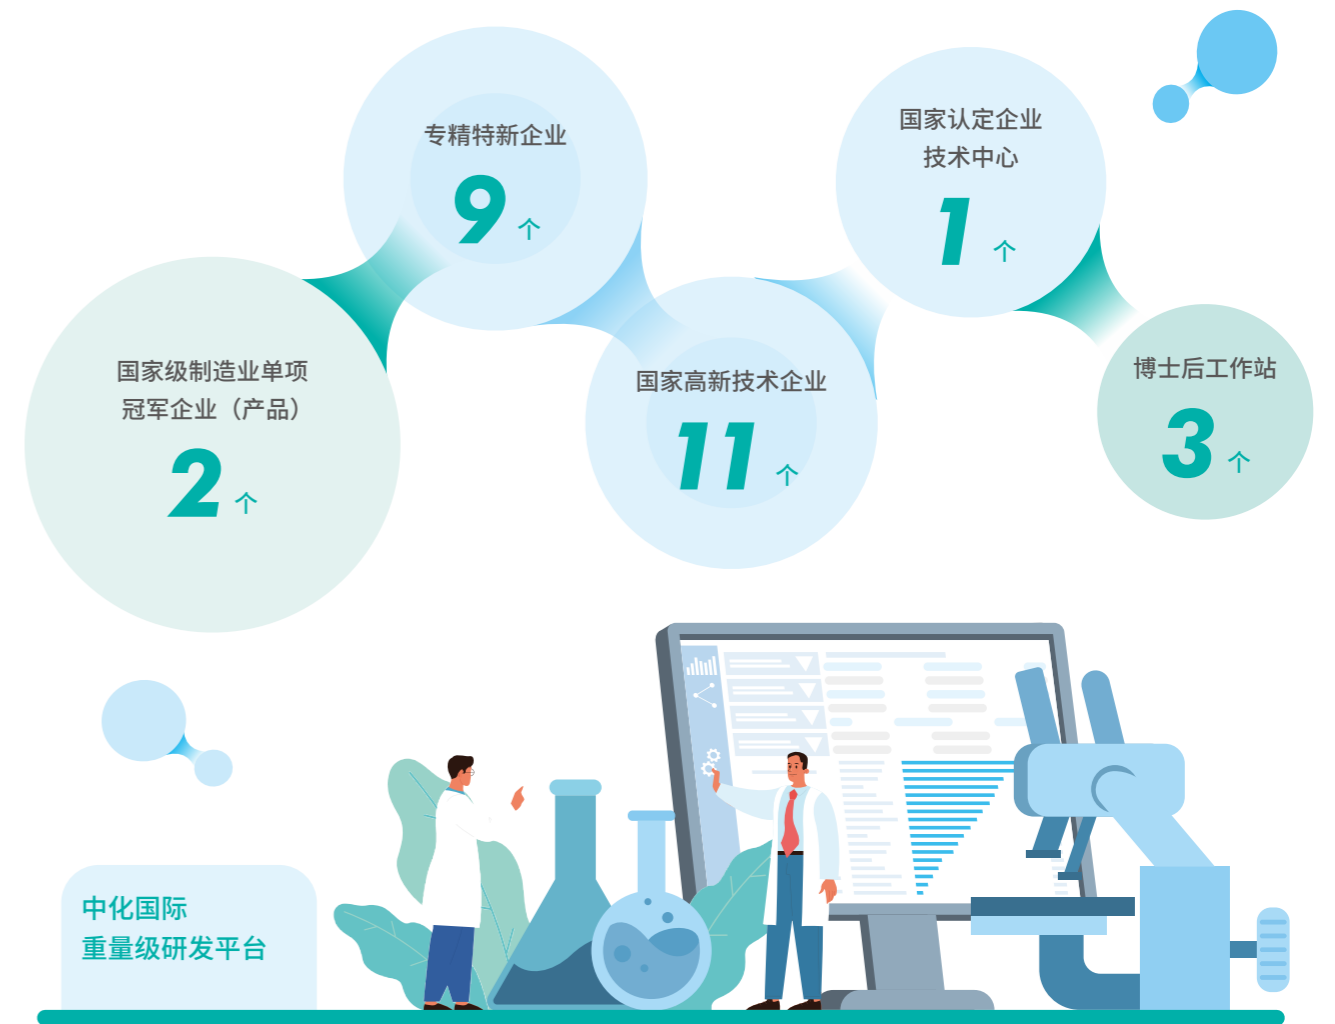 专精特新企业
9 个
国家认定企业
技术中心
1 个
国家级制造业单项
冠军企业（产品）
2 个
国家高新技术企业
11 个
博士后工作站
3 个
中化国际
重量级研发平台